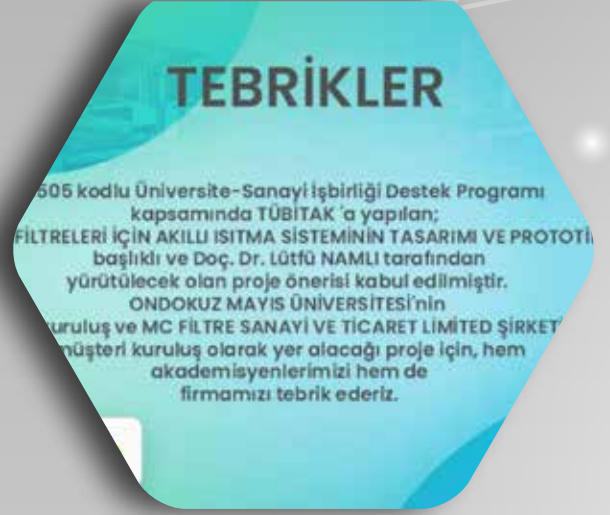 TEBRİKLER
505 kodlu Üniversite-Sanayi İşbirliği Destek Programı
kapsamında TÜBİTAK 'a yapılan;
FİLTRELERİ İÇİN AKILLI ISITMA SİSTEMİNİN TASARIMI VE PROTOTİ
başlıklı ve Doç. Dr. Lütfü NAMLI tarafından
yürütülecek olan proje önerisi kabul edilmiştir.
ONDOKUZ MAYIS ÜNİVERSİTESİ'nin
uruluş ve MC FİLTRE SANAYİ VE TİCARET LİMİTED ŞİRKET
müşteri kuruluş olarak yer alacağı proje için, hem
akademisyenlerimizi hem de
firmamızı tebrik ederiz.